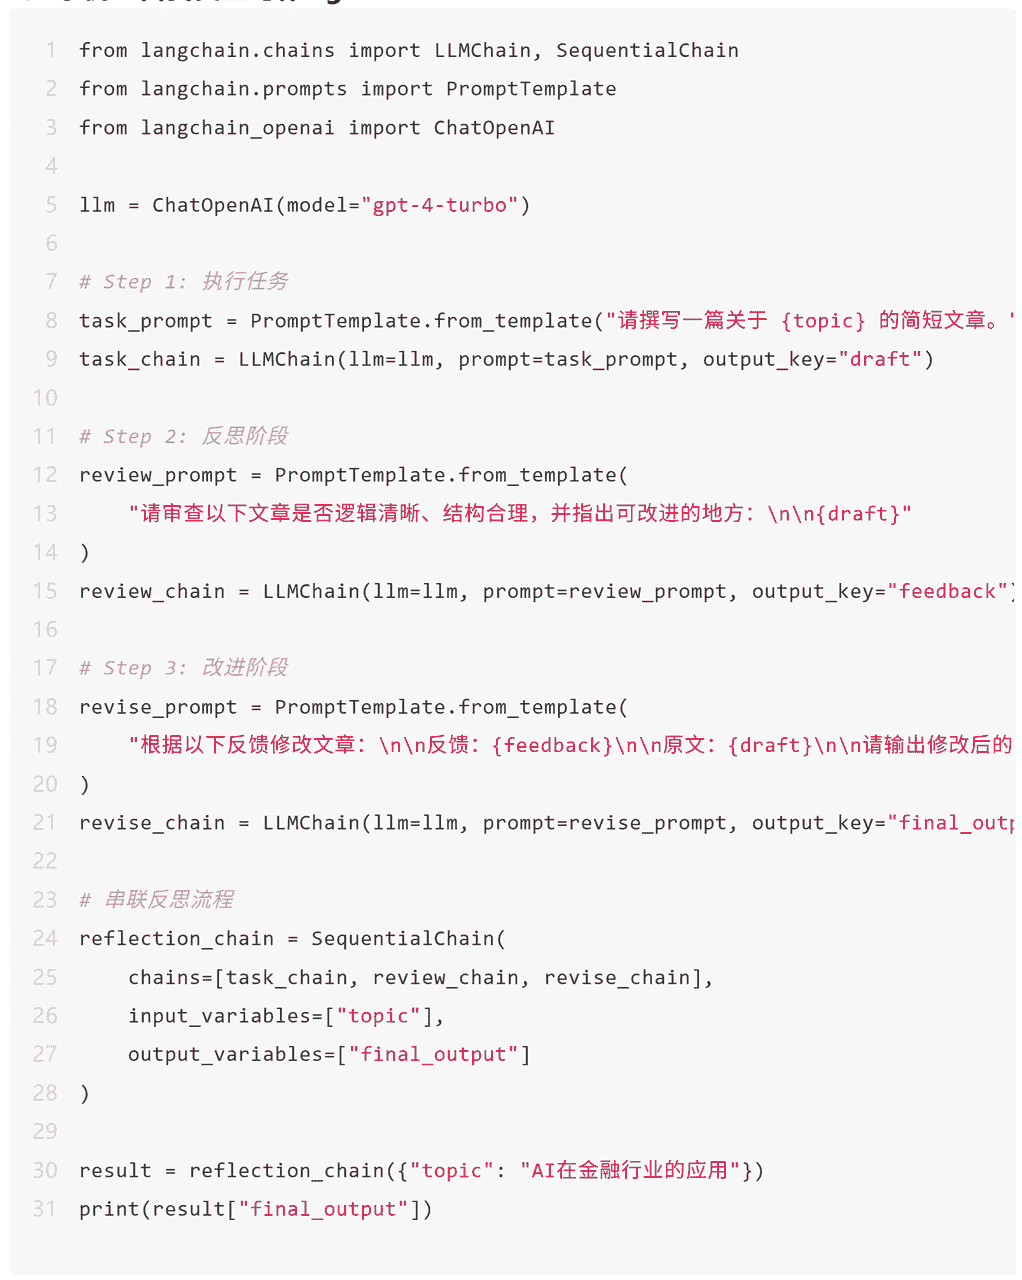 1 from langchain.chains import LLMChain, SequentialChain
2 from langchain.prompts import PromptTemplate
3 from langchain_openai import ChatOpenAI
4
5 llm = ChatOpenAI(model="gpt-4-turbo")
6
7 # Step 1: 执行任务
8 task_prompt = PromptTemplate.from_template("请撰写一篇关于 {topic} 的简短文章。"
9 task_chain = LLMChain(llm=llm, prompt=task_prompt, output_key="draft")
10
11 # Step 2: 反思阶段
12 review_prompt = PromptTemplate.from_template(
13     "请审查以下文章是否逻辑清晰、结构合理，并指出可改进的地方：\n\n{draft}"
14 )
15 review_chain = LLMChain(llm=llm, prompt=review_prompt, output_key="feedback")
16
17 # Step 3: 改进阶段
18 revise_prompt = PromptTemplate.from_template(
19     "根据以下反馈修改文章：\n\n反馈：{feedback}\n\n原文：{draft}\n\n请输出修改后的
20 )
21 revise_chain = LLMChain(llm=llm, prompt=revise_prompt, output_key="final_outp
22
23 # 串联反思流程
24 reflection_chain = SequentialChain(
25     chains=[task_chain, review_chain, revise_chain],
26     input_variables=["topic"],
27     output_variables=["final_output"]
28 )
29
30 result = reflection_chain({"topic": "AI在金融行业的应用"})
31 print(result["final_output"])